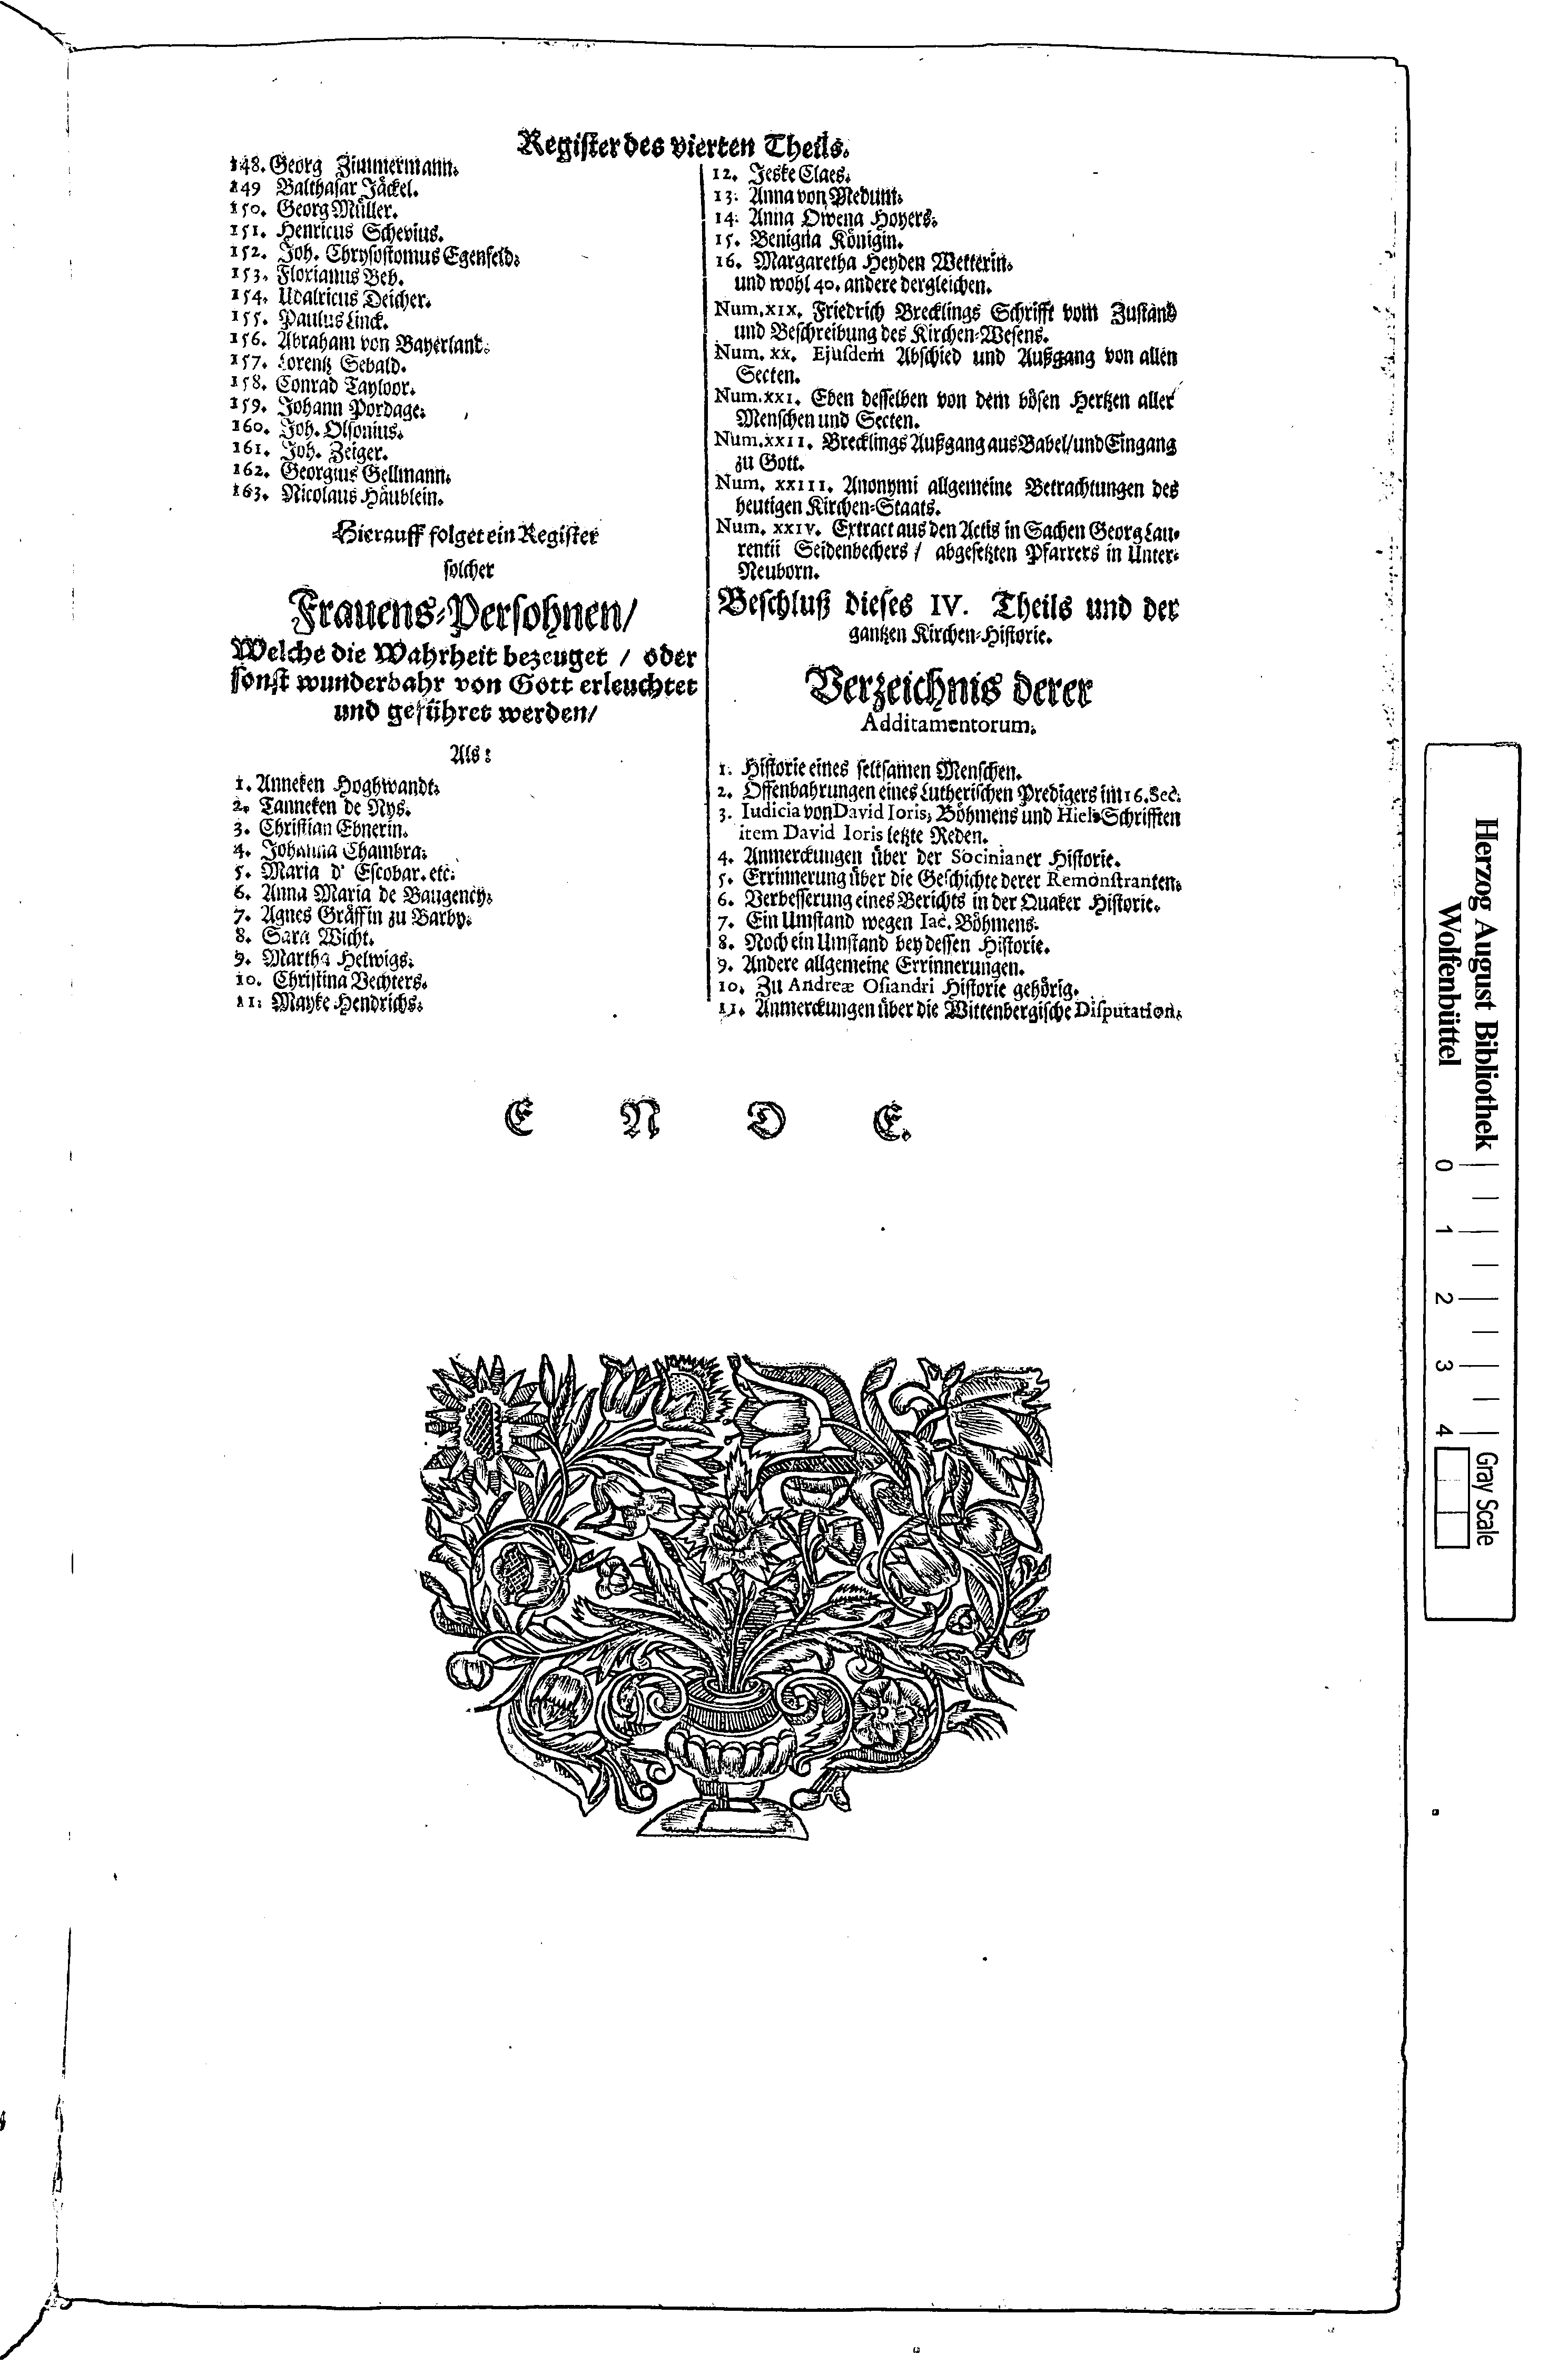 Register des vierten Theils.
148. Georg Zimmermann.
149 Balthasar Jäckel.
150. Georg Müller.
151. Henricus Schevius.
152. Joh. Chrysostomus Egenfeld.
153. Florianus Beb.
154. Udalricus Deicher.
155. Paulus Linck.
156. Abraham von Bayerlant.
157. Lorentz Sebald.
158. Conrad Tayloor.
159. Johann Pordage.
160. Joh. Olsonius.
161. Joh. Zeiger.
162. Georgius Gellmann.
163. Nicolaus Häublein.
Hierauff folget ein Register
solcher
Frauens-Persohnen/
Welche die Wahrheit bezeuget / oder
sonst wunderbahr von Gott erleuchtet
und geführet werden/
Als:
1. Anneken Hoghwandt.
2. Tanneken de Nys.
3. Christian Ebnerin.
4. Johanna Chambra.
5. Maria d' Escobar. etc.
6. Anna Maria de Baugency.
7. Agnes Gräffin zu Barby.
8. Sara Wicht.
9. Martha Helwigs.
10. Christina Vechters.
11. Mayke Hendrichs.
12. Jeske Claes.
13. Anna von Medum.
14. Anna Owena Hoyers.
15. Benigna Königin.
16. Margaretha Heyden Wetterin.
und wohl 40. andere dergleichen.
Num. XIX. Friedrich Brecklings Schrifft vom Zustand
und Beschreibung des Kirchen-Wesens.
Num. XX. Ejusdem Abschied und Außgang von allen
Secten.
Num. XXI. Eben desselben von dem bösen Hertzen aller
Menschen und Secten.
Num. XXII. Brecklings Außgang aus Babel/und Eingang
zu Gott.
Num. XXIII. Anonymi allgemeine Betrachtungen des
heutigen Kirchen-Staats.
Num. XXIV. Extract aus den Actis in Sachen Georg Lau-
rentii Seidenbechers / abgesetzten Pfarrers in Unter-
Neuborn.
Beschluß dieses IV. Theils und der
gantzen Kirchen-Historie.
Verzeichnis derer
Additamentorum.
1. Historie eines seltsamen Menschen.
2. Offenbahrungen eines Lutherischen Predigers im 16. Sec.
3. Iudicia von David Ioris, Böhmens und Hiels Schrifften
item David Ioris letzte Reden.
4. Anmerckungen über der Socinianer Historie.
5. Errinnerung über die Geschichte derer Remonstranten.
6. Verbesserung eines Berichts in der Quaker Historie.
7. Ein Umstand wegen Iac. Böhmens.
8. Noch ein Umstand bey dessen Historie.
9. Andere allgemeine Errinnerungen.
10. Zu Andreæ Osiandri Historie gehörig.
11. Anmerckungen über die Wittenbergische Disputation.
E N D E.
Herzog August Bibliothek
Wolfenbüttel
0 1 2 3 4
Gray Scale